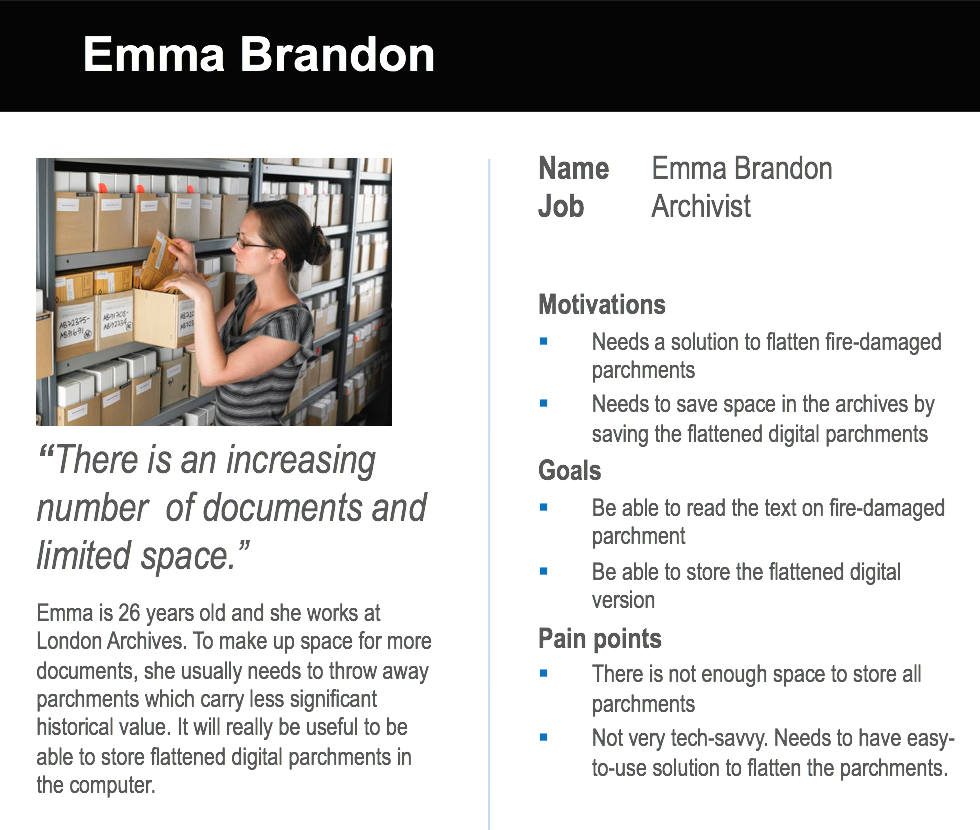 Emma Brandon
AB72375-
AB91691
AB91708-
AB92234
“There is an increasing
number  of documents and
limited space.”
Emma is 26 years old and she works at
London Archives. To make up space for more
documents, she usually needs to throw away
parchments which carry less significant
historical value. It will really be useful to be
able to store flattened digital parchments in
the computer.
Name Emma Brandon
Job Archivist
Motivations
Needs a solution to flatten fire-damaged
parchments
Needs to save space in the archives by
saving the flattened digital parchments
Goals
Be able to read the text on fire-damaged
parchment
Be able to store the flattened digital
version
Pain points
There is not enough space to store all
parchments
Not very tech-savvy. Needs to have easy-
to-use solution to flatten the parchments.